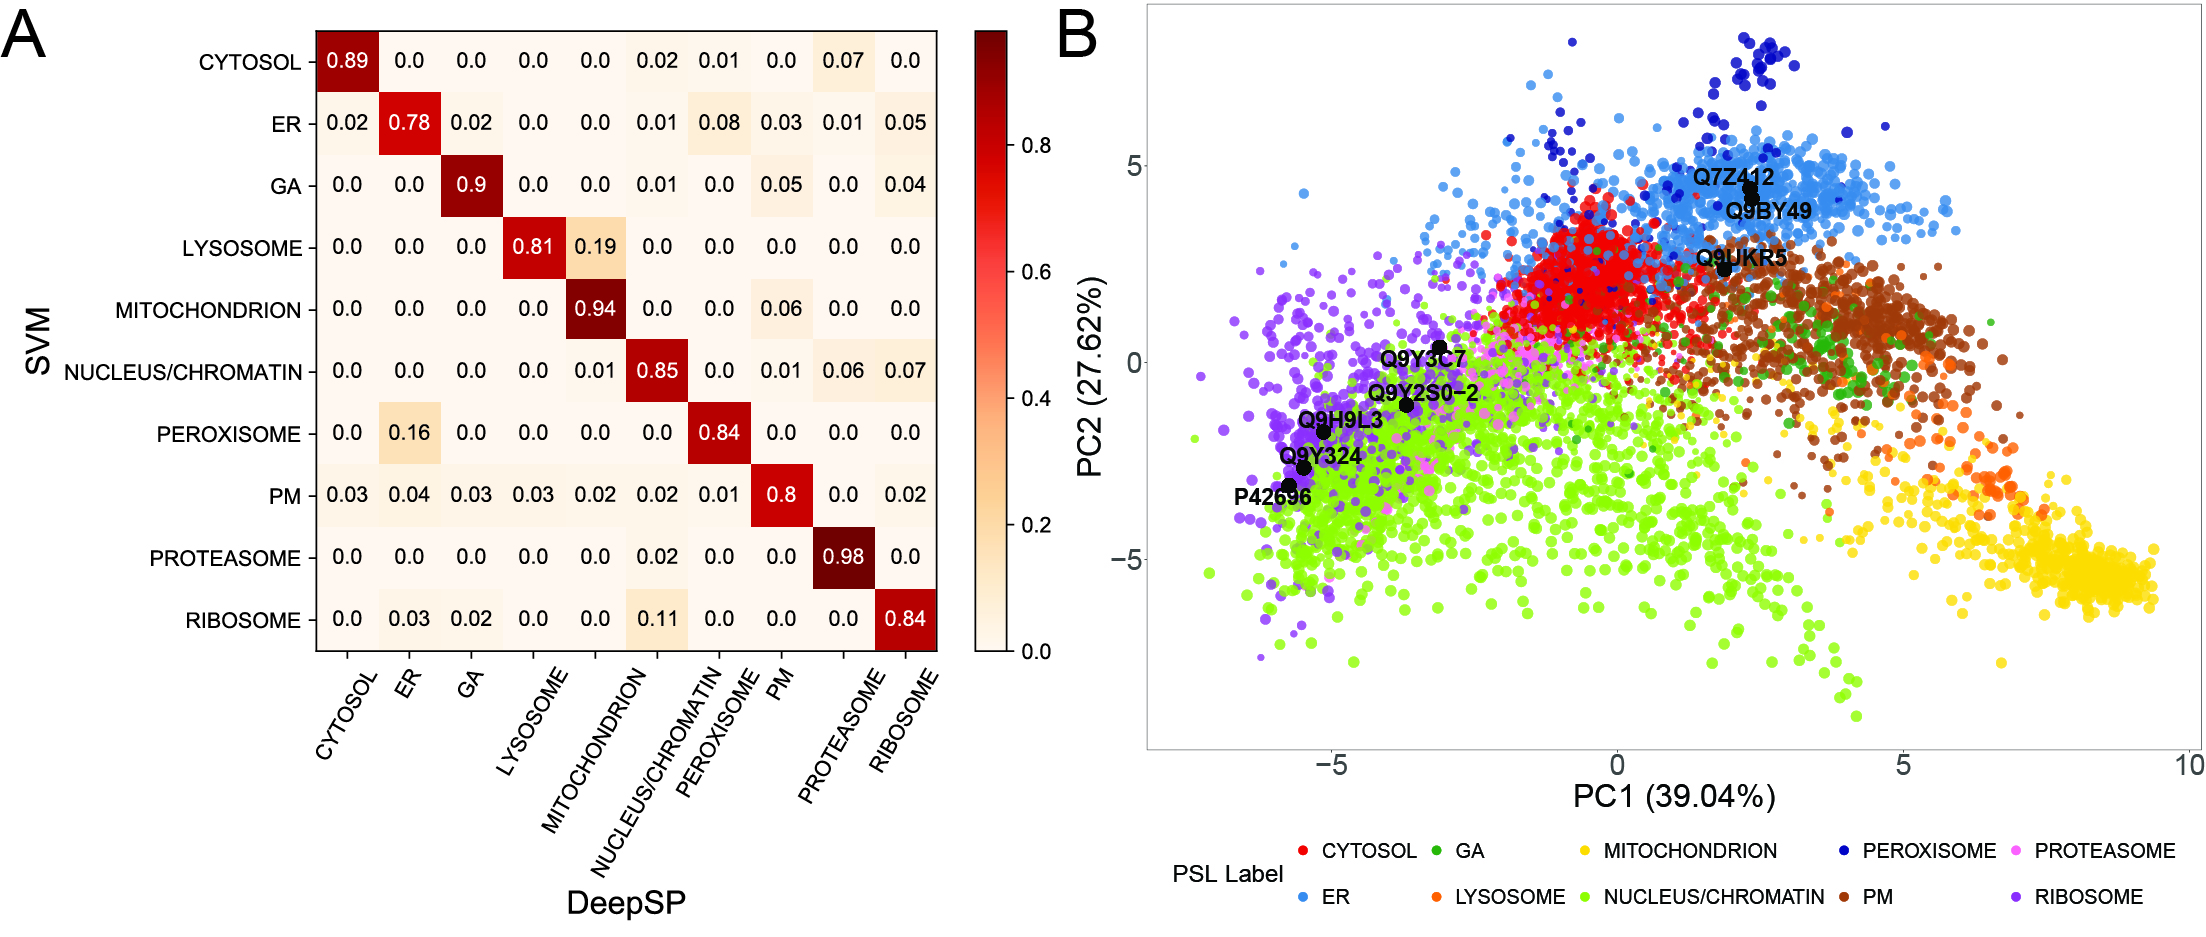 A
SVM
CYTOSOL 0.89 0.0 0.0 0.0 0.0 0.02 0.01 0.0 0.07 0.0
ER 0.02 0.78 0.02 0.0 0.0 0.01 0.08 0.03 0.01 0.05
GA 0.0 0.0 0.9 0.0 0.0 0.01 0.0 0.05 0.0 0.04
LYSOSOME 0.0 0.0 0.0 0.81 0.19 0.0 0.0 0.0 0.0 0.0
MITOCHONDRION 0.0 0.0 0.0 0.0 0.94 0.0 0.0 0.06 0.0 0.0
NUCLEUS/CHROMATIN 0.0 0.0 0.0 0.0 0.01 0.85 0.0 0.01 0.06 0.07
PEROXISOME 0.0 0.16 0.0 0.0 0.0 0.0 0.84 0.0 0.0 0.0
PM 0.03 0.04 0.03 0.03 0.02 0.02 0.01 0.8 0.0 0.02
PROTEASOME 0.0 0.0 0.0 0.0 0.0 0.02 0.0 0.0 0.98 0.0
RIBOSOME 0.0 0.03 0.02 0.0 0.0 0.11 0.0 0.0 0.0 0.84
CYTOSOL ER GA LYSOSOME MITOCHONDRION NUCLEUS/CHROMATIN PEROXISOME PM PROTEASOME RIBOSOME
DeepSP
0.8
0.6
0.4
0.2
0.0
B
PC2 (27.62%)
5
0
−5
Q7Z412
Q9BY49
Q9UKR5
Q9Y3C7
Q9Y2S0−2
Q9H9L3
Q9Y324
P42696
−5 0 5 10
PC1 (39.04%)
PSL Label
CYTOSOL GA MITOCHONDRION PEROXISOME PROTEASOME
ER LYSOSOME NUCLEUS/CHROMATIN PM RIBOSOME